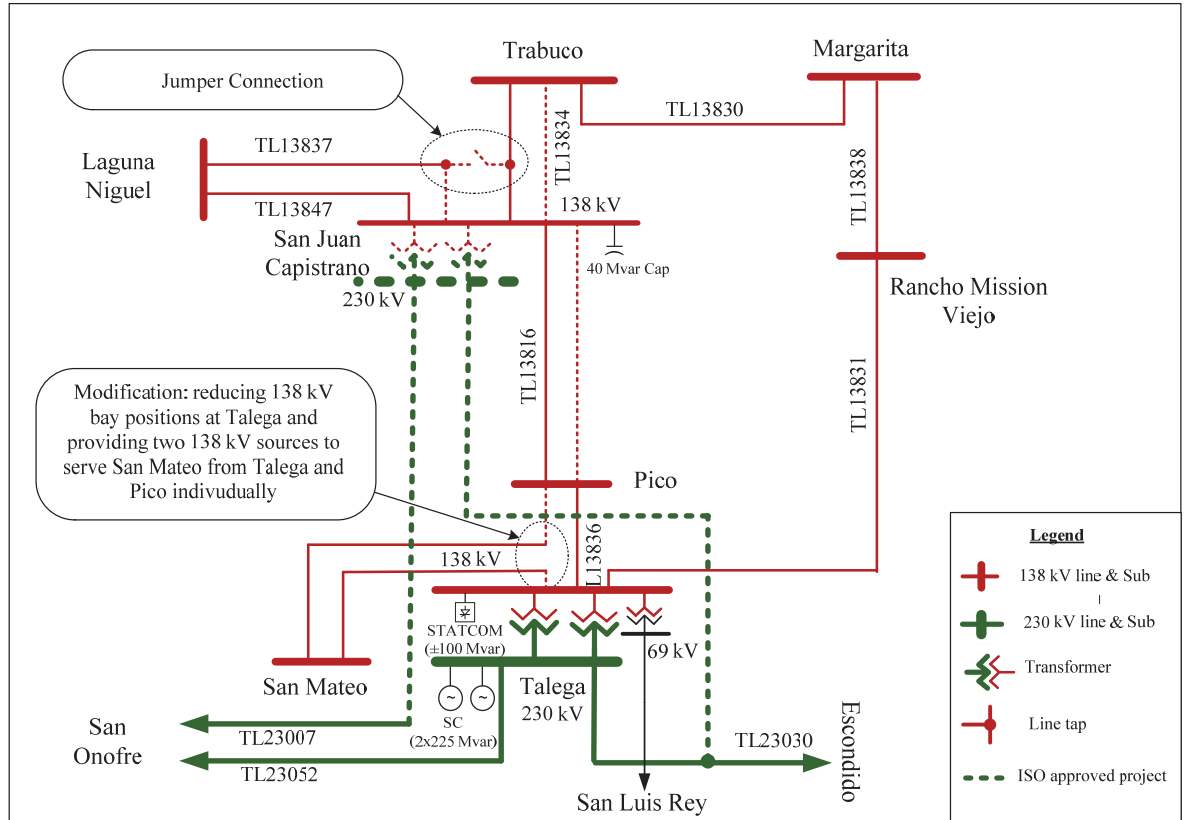 Trabuco
Margarita
Jumper Connection
TL13830
TL13834
TL13837
Laguna
Niguel
TL13838
TL13847
138 kV
San Juan
Capistrano
40 Mvar Cap
230 kV
Rancho Mission
Viejo
TL13816
TL13831
Modification: reducing 138 kV
bay positions at Talega and
providing two 138 kV sources to
serve San Mateo from Talega and
Pico indivudually
Pico
138 kV
L13836
STATCOM
(±100 Mvar)
69 kV
San Mateo
Talega
230 kV
SC
(2x225 Mvar)
San
Onofre
TL23007
TL23052
TL23030
Escondido
San Luis Rey
Legend
138 kV line & Sub
230 kV line & Sub
Transformer
Line tap
ISO approved project